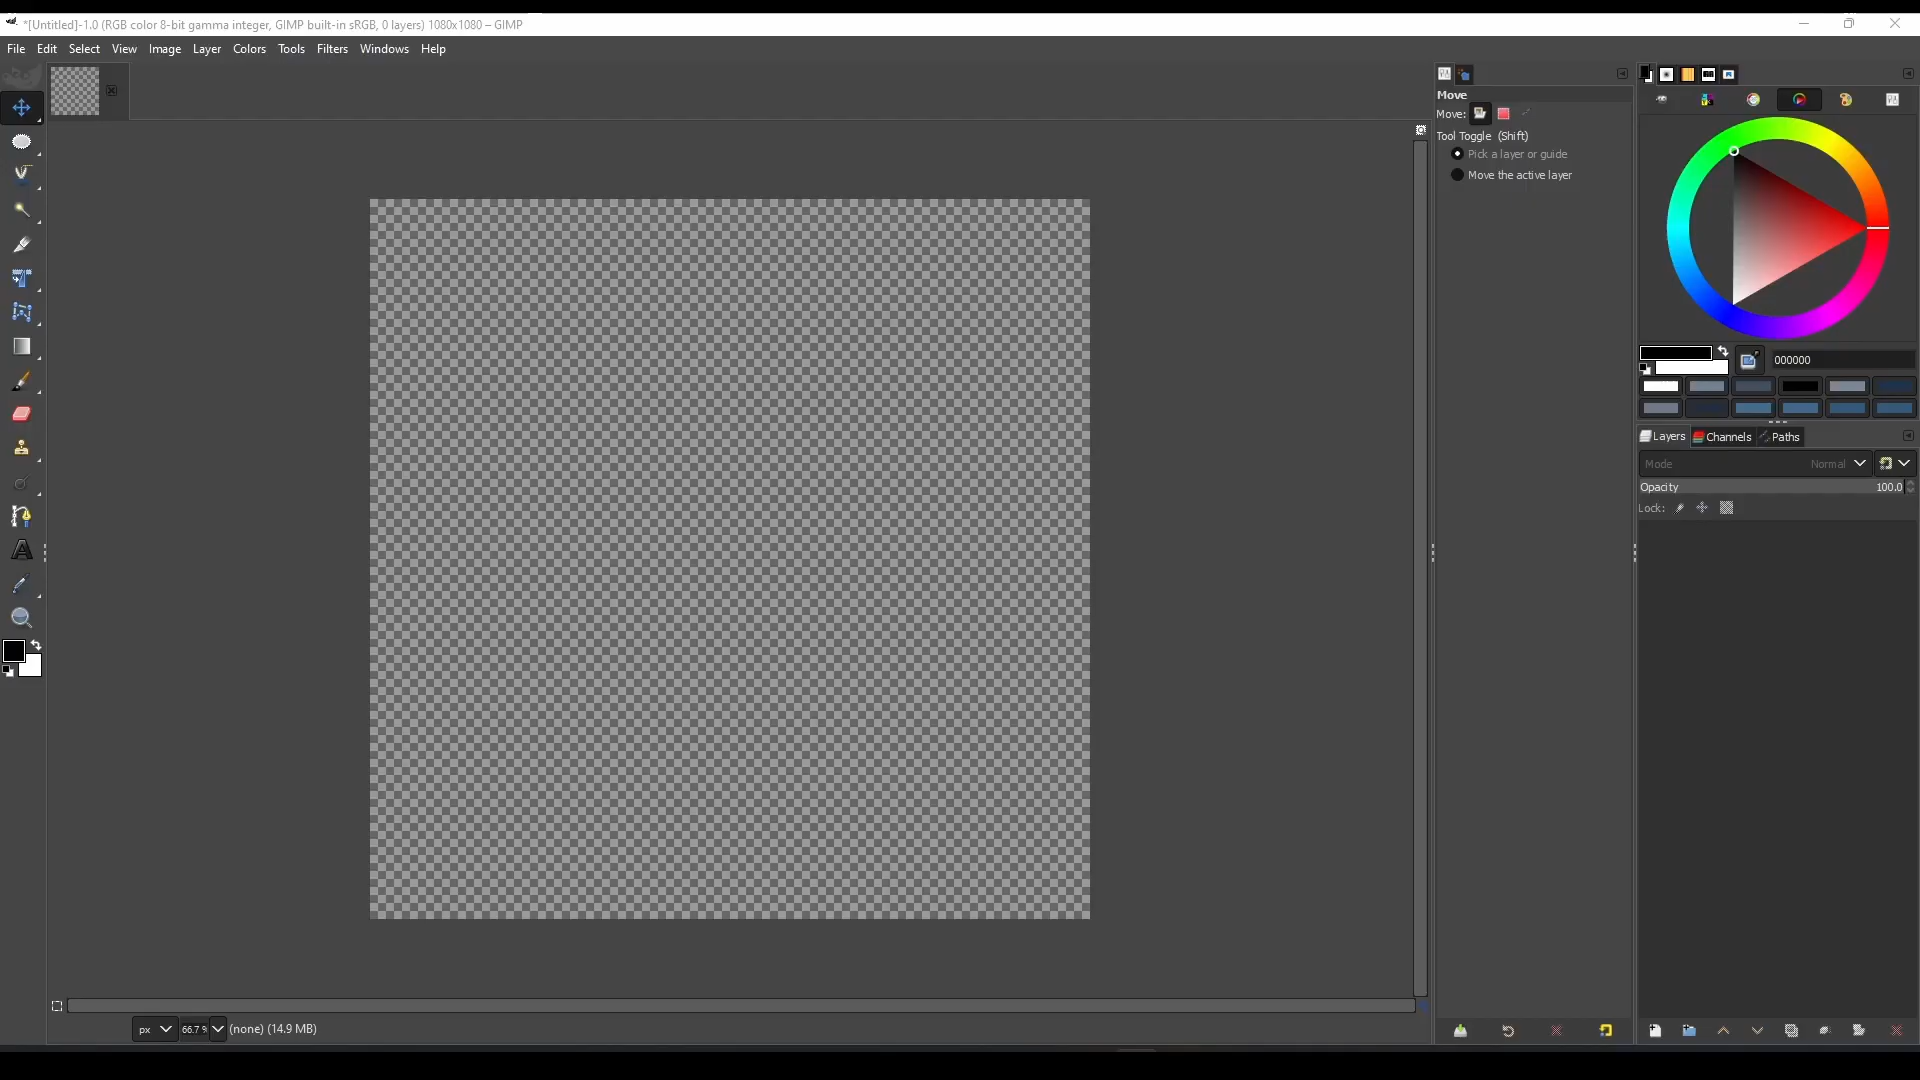 *[Untitled]-1.0 (RGB color 8-bit gamma integer, GIMP built-in sRGB, 0 layers) 1080x1080 – GIMP
File Edit Select View Image Layer Colors Tools Filters Windows Help
Move
Move:
Tool Toggle (Shift)
Pick a layer or guide
Move the active layer
000000
Layers Channels Paths
Mode Normal
Opacity 100.0
Lock:
px 66.7 % (none) (14.9 MB)